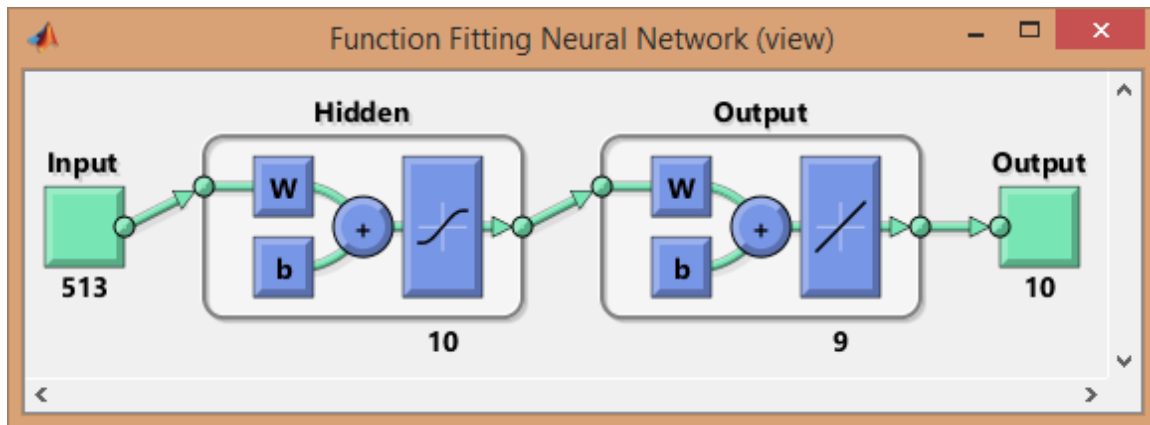 Function Fitting Neural Network (view)
Hidden
Output
Input
Output
W
W
+
+
b
b
513
10
10
9